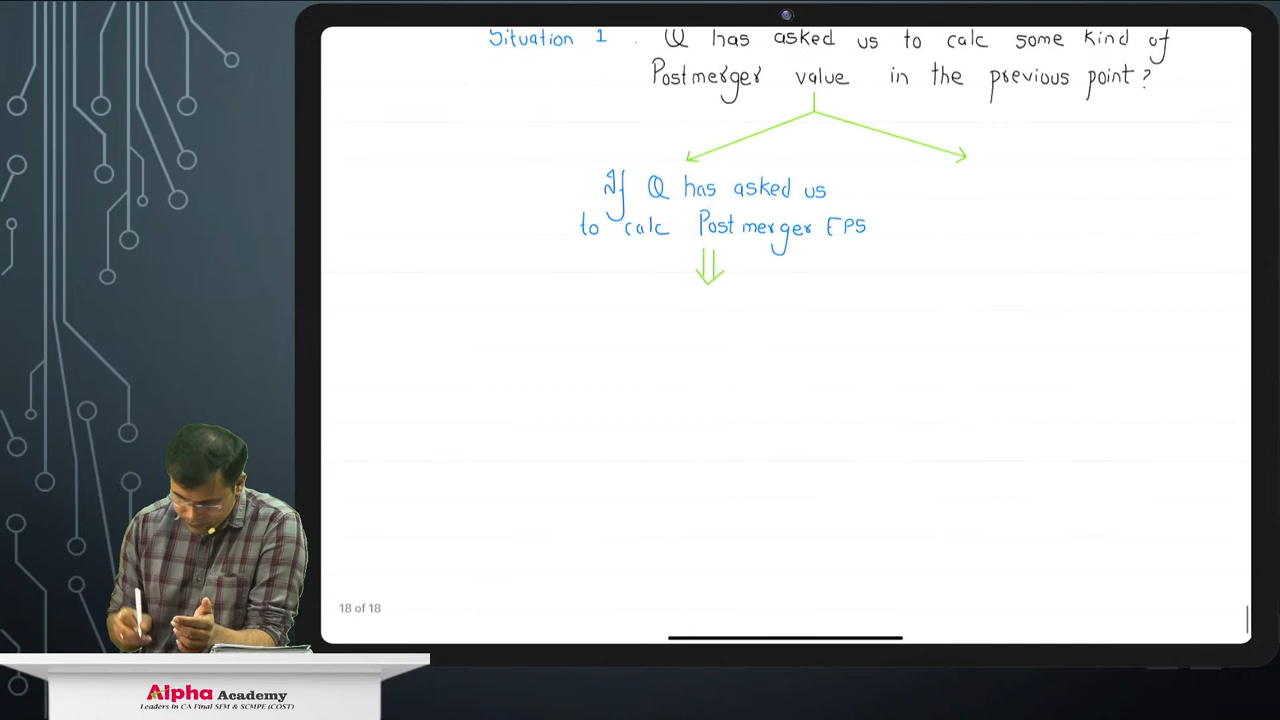 Situation 1 . Q has asked us to calc some kind of
Postmerger value in the previous point?
If Q has asked us
to calc Postmerger EPS
18 of 18
Alpha Academy
Leaders in CA Final SFM & SCMPE (COST)